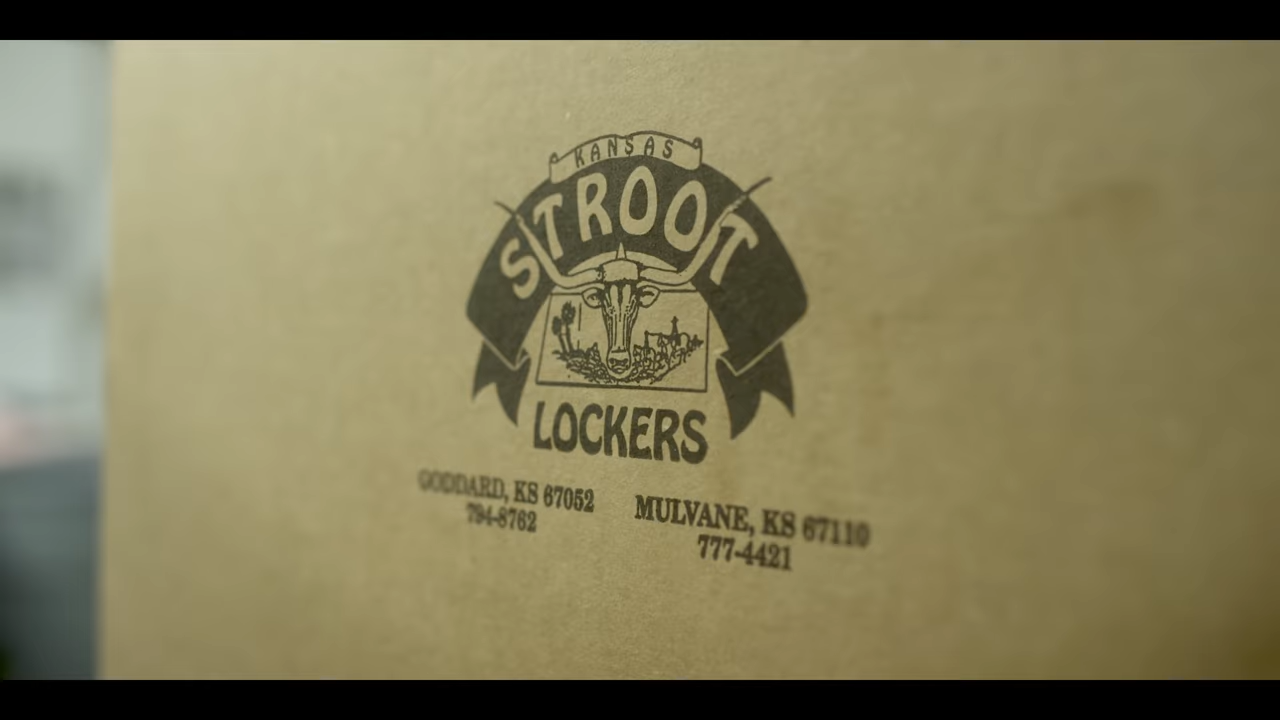 KANSAS
STROOT
LOCKERS
GODDARD, KS 67052
794-8762
MULVANE, KS 67110
777-4421